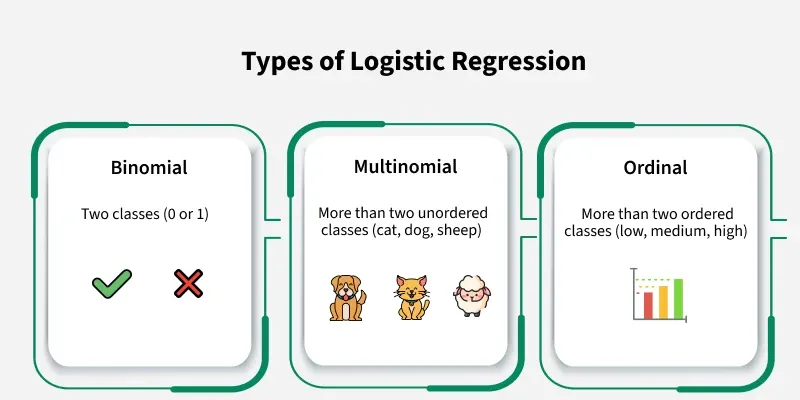 Types of Logistic Regression
Binomial
Two classes (0 or 1)
Multinomial
More than two unordered
classes (cat, dog, sheep)
Ordinal
More than two ordered
classes (low, medium, high)